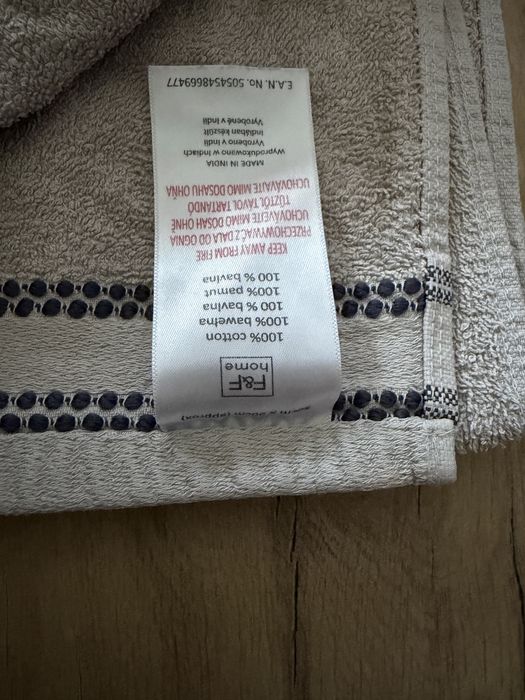 F&F
home
100% cotton
100% bawełna
100 % bavlna
100% pamut
100 % bavlna
KEEP AWAY FROM FIRE
PRZECHOWYWAĆ Z DALA OD OGNIA
UCHOVÁVEJTE MIMO DOSAH OHNĚ
TŰZTŐL TÁVOL TARTANDÓ
UCHOVÁVAJTE MIMO DOSAHU OHŇA
MADE IN INDIA
Wyprodukowano w Indiach
Vyrobeno v Indii
Indiában készült
Vyrobené v Indii
E.A.N. No. 5054548669477